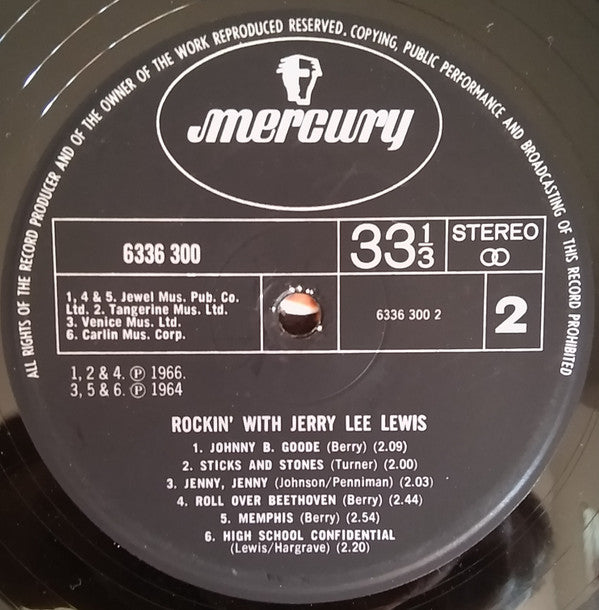 ALL RIGHTS OF THE RECORD PRODUCER AND OF THE OWNER OF THE WORK REPRODUCED RESERVED. COPYING, PUBLIC PERFORMANCE AND BROADCASTING OF THIS RECORD PROHIBITED
mercury
6336 300
33 1/3
STEREO
1, 4 & 5. Jewel Mus. Pub. Co.
Ltd. 2. Tangerine Mus. Ltd.
3. Venice Mus. Ltd.
6. Carlin Mus. Corp.
6336 300 2
2
1, 2 & 4. ℗ 1966.
3, 5 & 6. ℗ 1964
ROCKIN' WITH JERRY LEE LEWIS
1. JOHNNY B. GOODE (Berry) (2.09)
2. STICKS AND STONES (Turner) (2.00)
3. JENNY, JENNY (Johnson/Penniman) (2.03)
4. ROLL OVER BEETHOVEN (Berry) (2.44)
5. MEMPHIS (Berry) (2.54)
6. HIGH SCHOOL CONFIDENTIAL
(Lewis/Hargrave) (2.20)